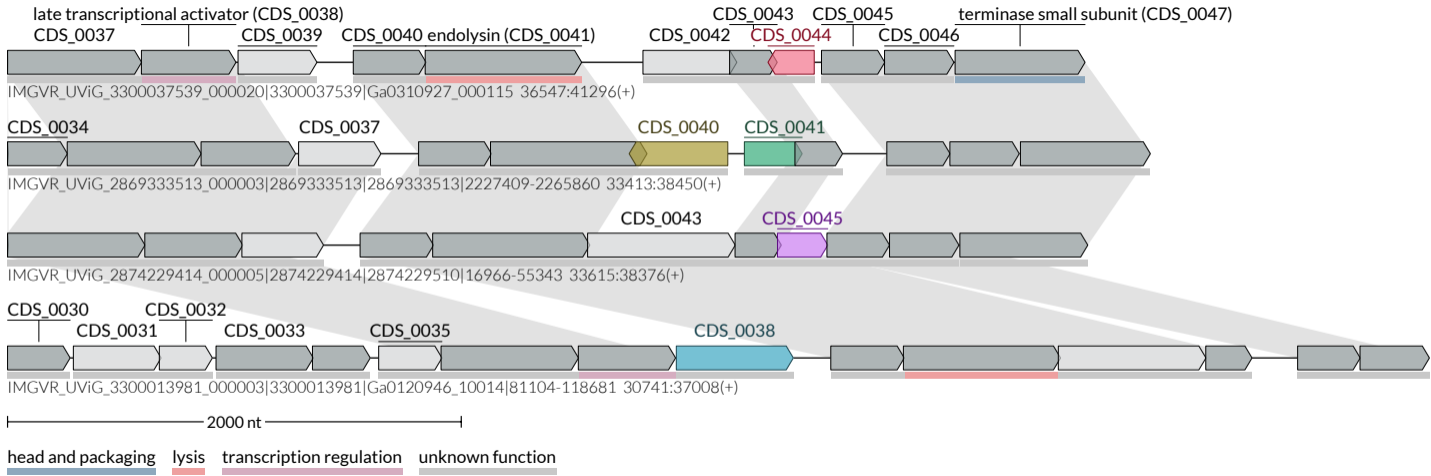 late transcriptional activator (CDS_0038) CDS_0043 CDS_0045 terminase small subunit (CDS_0047)
CDS_0037 CDS_0039 CDS_0040 endolysin (CDS_0041) CDS_0042 CDS_0044 CDS_0046
IMGVR_UViG_3300037539_000020|3300037539|Ga0310927_000115 36547:41296(+)
CDS_0034 CDS_0037 CDS_0040 CDS_0041
IMGVR_UViG_2869333513_000003|2869333513|2869333513|2227409-2265860 33413:38450(+)
CDS_0043 CDS_0045
IMGVR_UViG_2874229414_000005|2874229414|2874229510|16966-55343 33615:38376(+)
CDS_0030 CDS_0032
CDS_0031 CDS_0033 CDS_0035 CDS_0038
IMGVR_UViG_3300013981_000003|3300013981|Ga0120946_10014|81104-118681 30741:37008(+)
2000 nt
head and packaging lysis transcription regulation unknown function